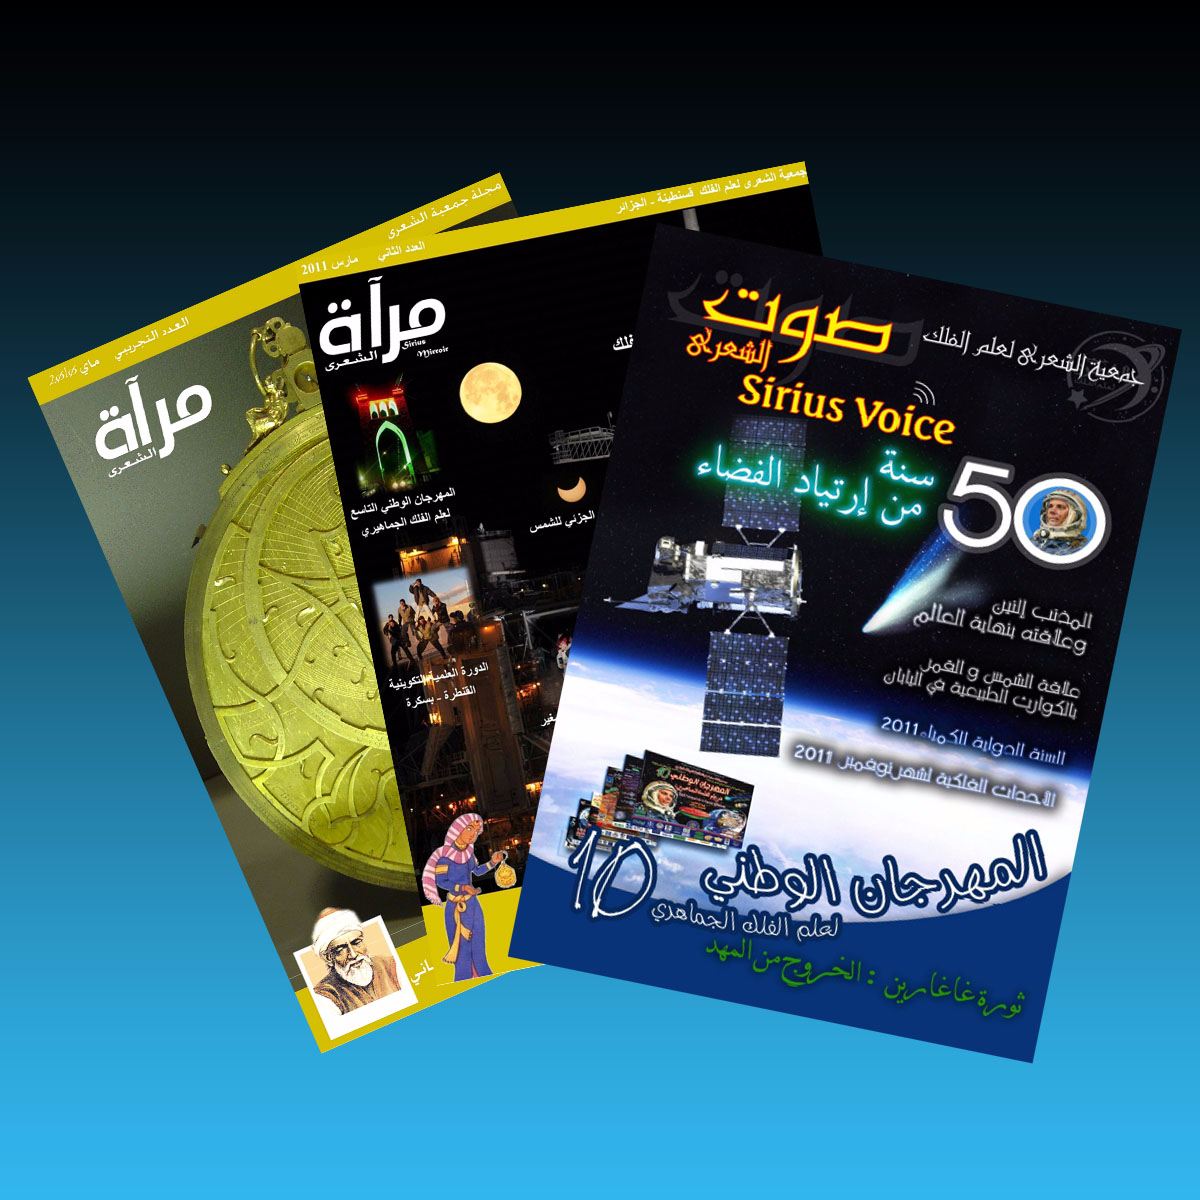 مجلة جمعية الشعرى
العدد التجريبي
ماي
مرآة
الشعرى
جمعية الشعرى لعلم الفلك قسنطينة - الجزائر
العدد الثاني مارس 2011
مرآة
الشعرى
Sirius
Mirroir
المهرجان الوطني التاسع
لعلم الفلك الجماهيري
الجزئي للشمس
الدورة العلمية التكوينية
القنطرة - بسكرة
صوت
الشعرى
جمعية الشعرى لعلم الفلك
Sirius Voice
50 سنة
من إرتياد الفضاء
المذنب إلنين
وعلاقته بنهاية العالم
علاقة الشمس و القمر
بالكوارث الطبيعية في اليابان
السنة الدولية للكمياء 2011
الأحداث الفلكية لشهر نوفمبر 2011
المهرجان الوطني 10
لعلم الفلك الجماهري
ثورة غاغارين : الخروج من المهد
المهرجان الوطني